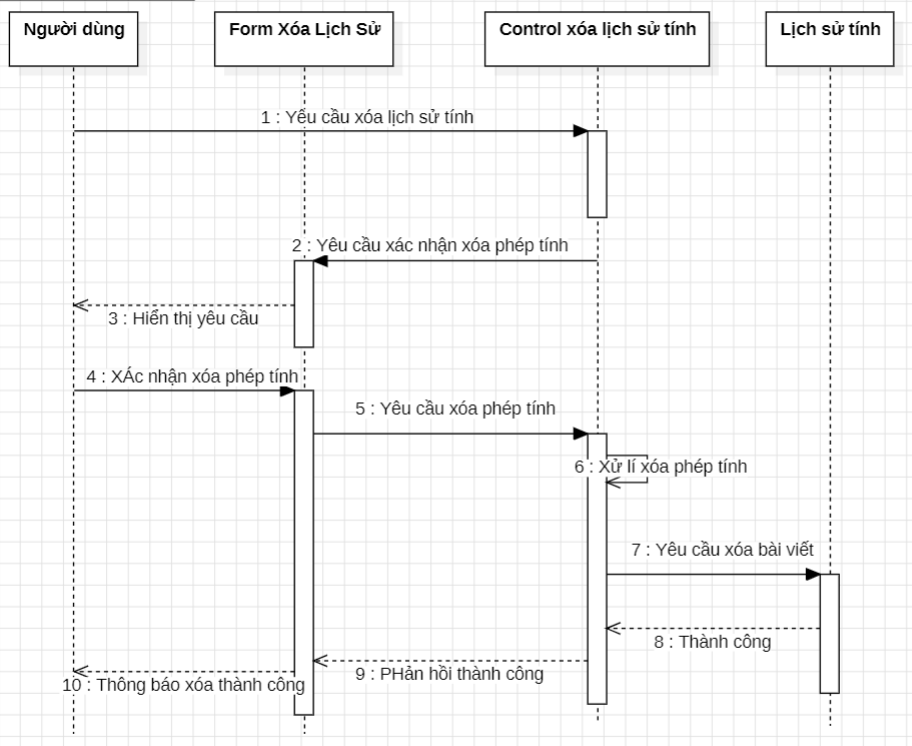 Người dùng
Form Xóa Lịch Sử
Control xóa lịch sử tính
Lịch sử tính
1 : Yếu cầu xóa lịch sử tính
2 : Yêu cầu xác nhận xóa phép tính
3 : Hiển thị yêu cầu
4 : XÁc nhận xóa phép tính
5 : Yêu cầu xóa phép tính
6 : Xử lí xóa phép tính
7 : Yêu cầu xóa bài viết
8 : Thành công
9 : PHản hồi thành công
10 : Thông báo xóa thành công